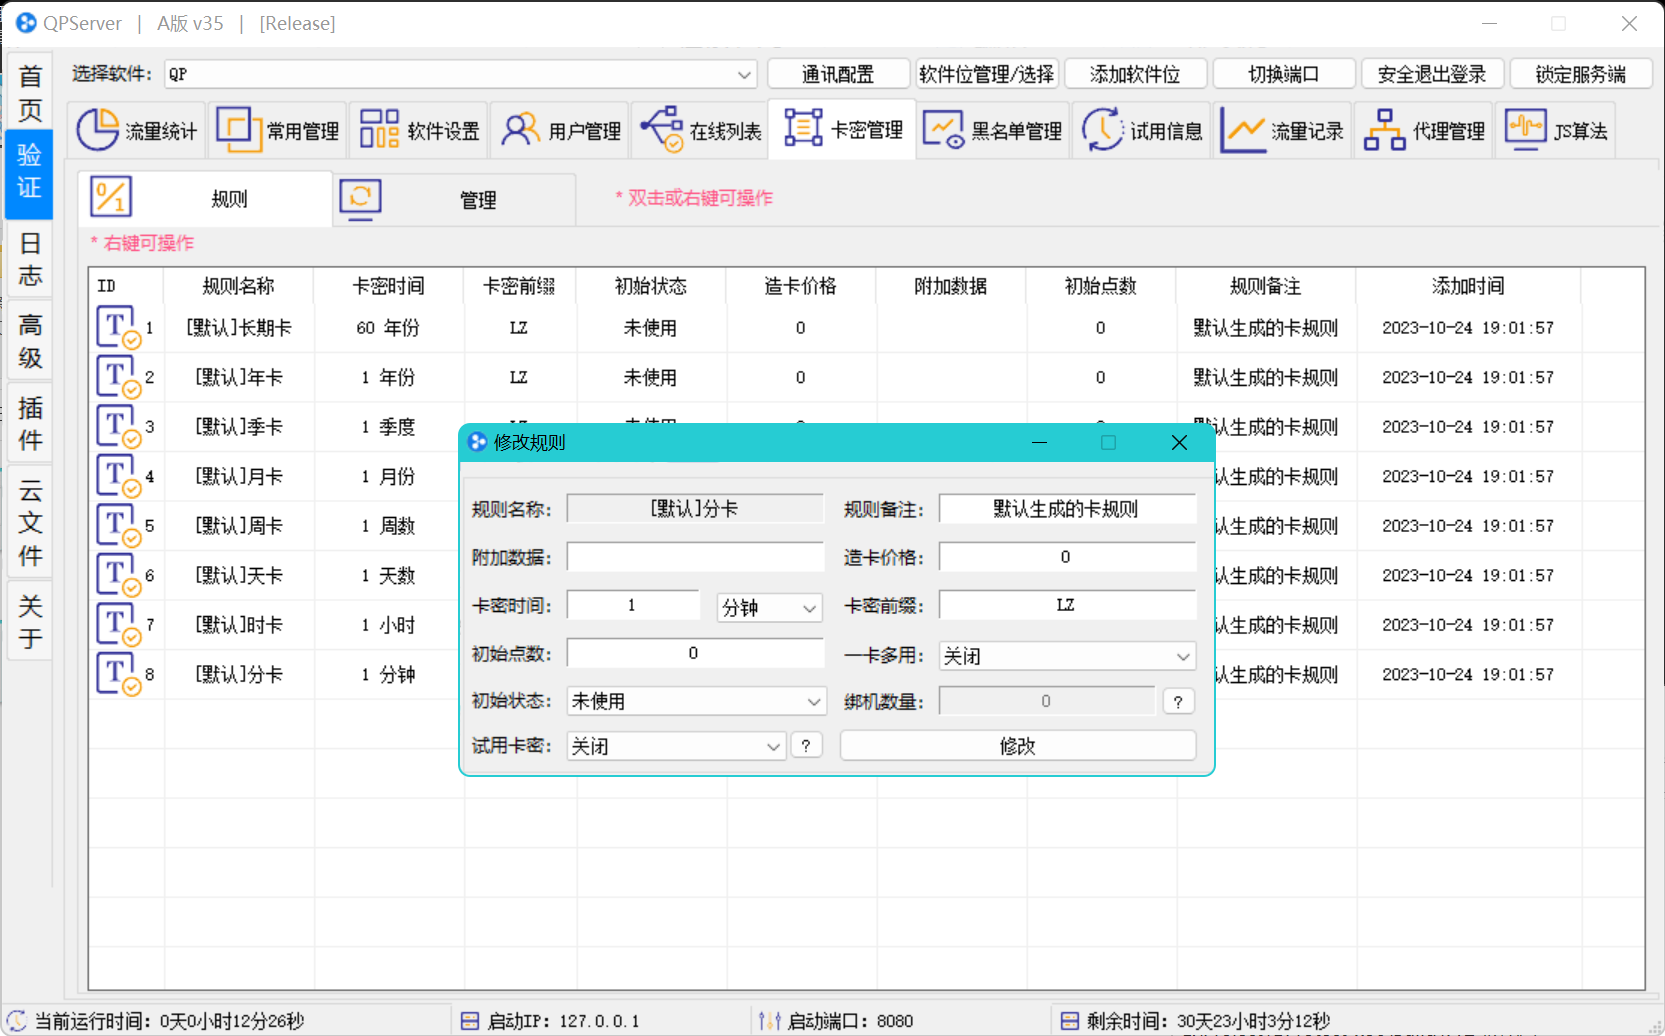 QPServer | A版 v35 | [Release]
选择软件: QP 通讯配置 软件位管理/选择 添加软件位 切换端口 安全退出登录 锁定服务端
首页
验证
日志
高级
插件
云文件
关于
流量统计 常用管理 软件设置 用户管理 在线列表 卡密管理 黑名单管理 试用信息 流量记录 代理管理 JS算法
规则 管理 * 双击或右键可操作
* 右键可操作
ID 规则名称 卡密时间 卡密前缀 初始状态 造卡价格 附加数据 初始点数 规则备注 添加时间
1 [默认]长期卡 60 年份 LZ 未使用 0 0 默认生成的卡规则 2023-10-24 19:01:57
2 [默认]年卡 1 年份 LZ 未使用 0 0 默认生成的卡规则 2023-10-24 19:01:57
3 [默认]季卡 1 季度 默认生成的卡规则 2023-10-24 19:01:57
4 [默认]月卡 1 月份 认生成的卡规则 2023-10-24 19:01:57
5 [默认]周卡 1 周数 认生成的卡规则 2023-10-24 19:01:57
6 [默认]天卡 1 天数 认生成的卡规则 2023-10-24 19:01:57
7 [默认]时卡 1 小时 认生成的卡规则 2023-10-24 19:01:57
8 [默认]分卡 1 分钟 认生成的卡规则 2023-10-24 19:01:57
修改规则
规则名称: [默认]分卡 规则备注: 默认生成的卡规则
附加数据: 造卡价格: 0
卡密时间: 1 分钟 卡密前缀: LZ
初始点数: 0 一卡多用: 关闭
初始状态: 未使用 绑机数量: 0 ?
试用卡密: 关闭 ? 修改
当前运行时间: 0天0小时12分26秒 启动IP: 127.0.0.1 启动端口: 8080 剩余时间: 30天23小时3分12秒